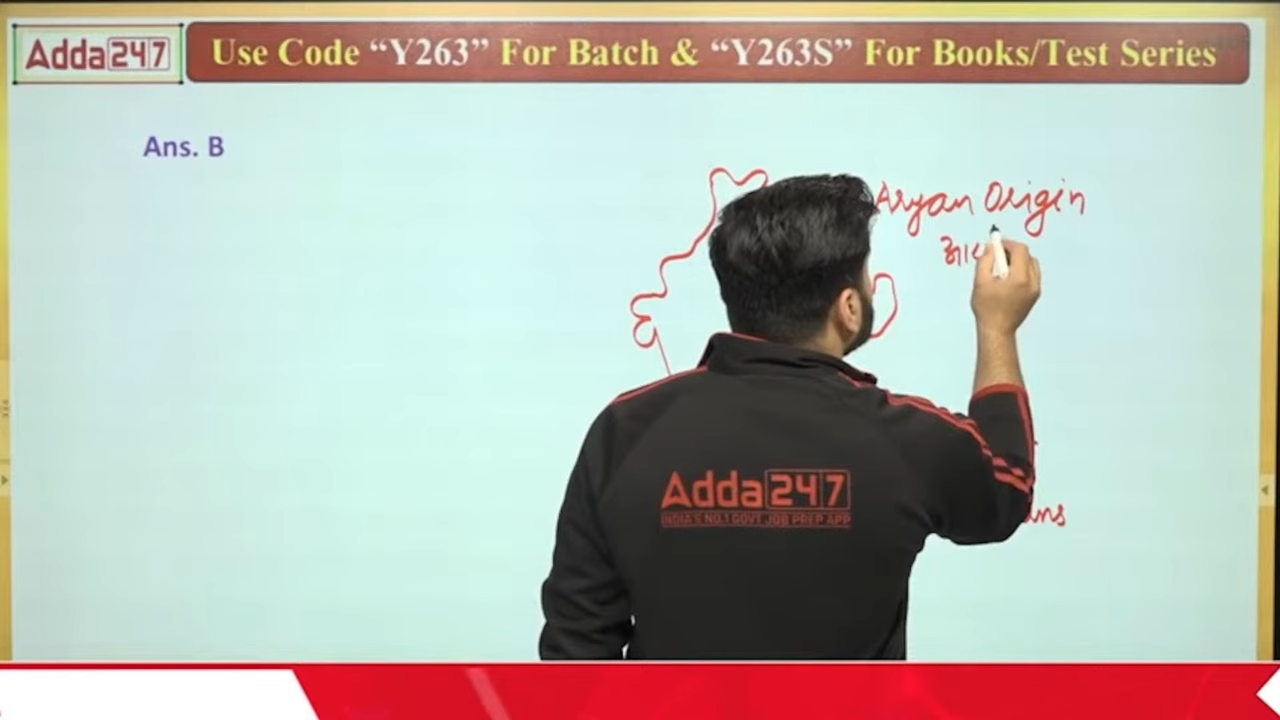 Adda247
Use Code “Y263” For Batch & “Y263S” For Books/Test Series
Ans. B
Aryan Origin
Adda247
INDIA'S NO.1 GOVT JOB PREP APP